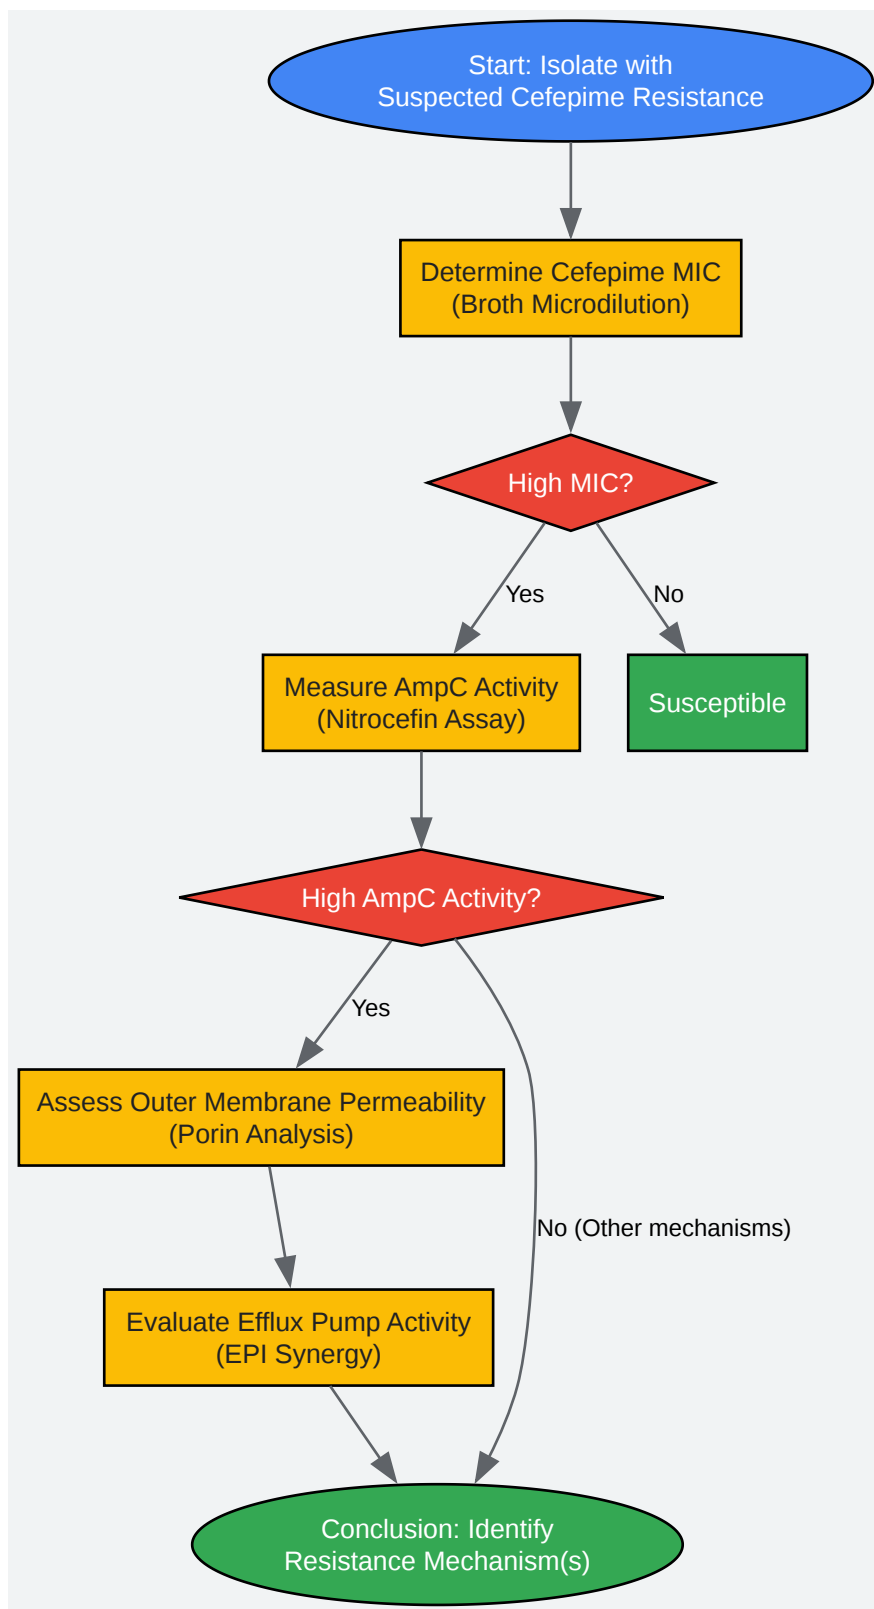 Start: Isolate with
Suspected Cefepime Resistance
Determine Cefepime MIC
(Broth Microdilution)
High MIC?
Yes
No
Measure AmpC Activity
(Nitrocefin Assay)
Susceptible
High AmpC Activity?
Yes
Assess Outer Membrane Permeability
(Porin Analysis)
No (Other mechanisms)
Evaluate Efflux Pump Activity
(EPI Synergy)
Conclusion: Identify
Resistance Mechanism(s)